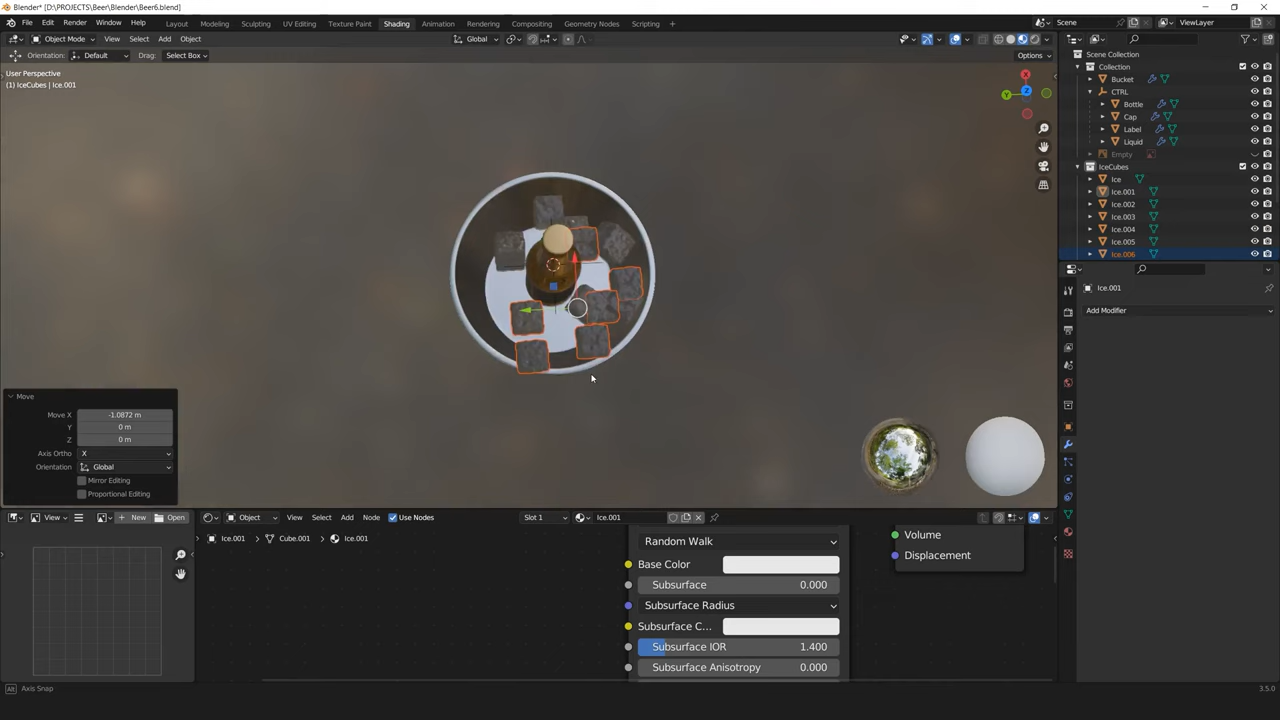 Blender* [D:\PROJECTS\Beer\Blender\Beer6.blend]
File Edit Render Window Help Layout Modeling Sculpting UV Editing Texture Paint Shading Animation Rendering Compositing Geometry Nodes Scripting + Scene ViewLayer
Object Mode View Select Add Object Global
Orientation: Default Drag: Select Box Options
User Perspective
(1) IceCubes | Ice.001
X
Y
Z
Scene Collection
Collection
Bucket
CTRL
Bottle
Cap
Label
Liquid
Empty
IceCubes
Ice
Ice.001
Ice.002
Ice.003
Ice.004
Ice.005
Ice.006
Ice.001
Add Modifier
Move
Move X -1.0872 m
Y 0 m
Z 0 m
Axis Ortho X
Orientation Global
Mirror Editing
Proportional Editing
View New Open Object View Select Add Node Use Nodes Slot 1 Ice.001
Ice.001 > Cube.001 > Ice.001
Random Walk
Base Color
Subsurface 0.000
Subsurface Radius
Subsurface C...
Subsurface IOR 1.400
Subsurface Anisotropy 0.000
Volume
Displacement
Axis Snap 3.5.0